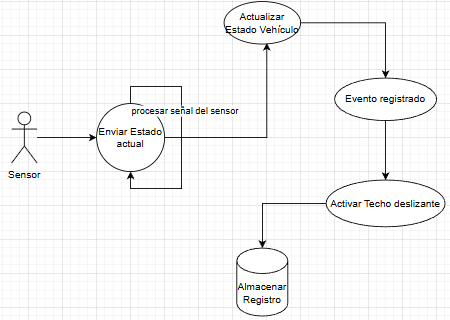 Actualizar
Estado Vehículo
procesar señal del sensor
Evento registrado
Enviar Estado
actual
Sensor
Activar Techo deslizante
Almacenar
Registro